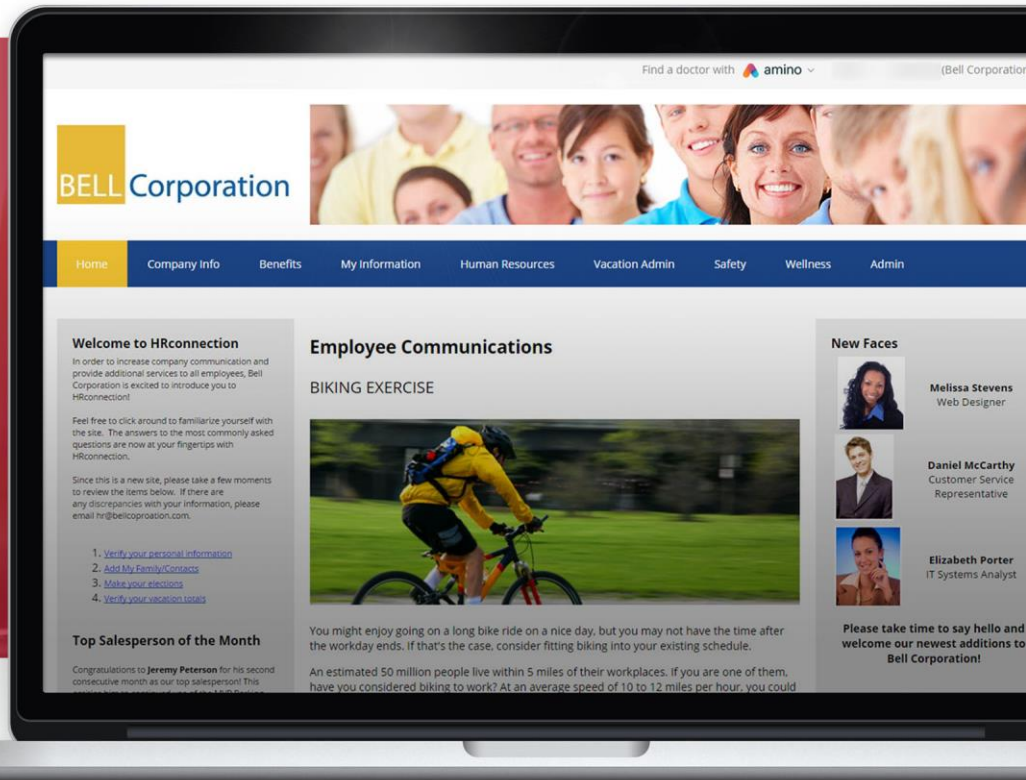 Find a doctor with amino
(Bell Corporation
BELL Corporation
Home Company Info Benefits My Information Human Resources Vacation Admin Safety Wellness Admin
Welcome to HRconnection
In order to increase company communication and
provide additional services to all employees, Bell
Corporation is excited to introduce you to
HRconnection!
Feel free to click around to familiarize yourself with
the site. The answers to the most commonly asked
questions are now at your fingertips with
HRconnection.
Since this is a new site, please take a few moments
to review the items below. If there are
any discrepancies with your information, please
email hr@bellcoproation.com.
1. Verify your personal information
2. Add My Family/Contacts
3. Make your elections
4. Verify your vacation totals
Top Salesperson of the Month
Congratulations to Jeremy Peterson for his second
consecutive month as our top salesperson! This
Employee Communications
BIKING EXERCISE
You might enjoy going on a long bike ride on a nice day, but you may not have the time after
the workday ends. If that's the case, consider fitting biking into your existing schedule.
An estimated 50 million people live within 5 miles of their workplaces. If you are one of them,
have you considered biking to work? At an average speed of 10 to 12 miles per hour, you could
New Faces
Melissa Stevens
Web Designer
Daniel McCarthy
Customer Service
Representative
Elizabeth Porter
IT Systems Analyst
Please take time to say hello and
welcome our newest additions to
Bell Corporation!